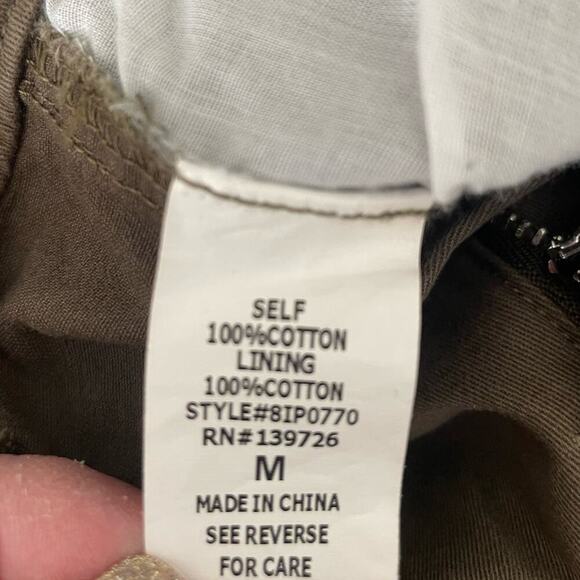 SELF
100%COTTON
LINING
100%COTTON
STYLE#8IP0770
RN#139726
M
MADE IN CHINA
SEE REVERSE
FOR CARE